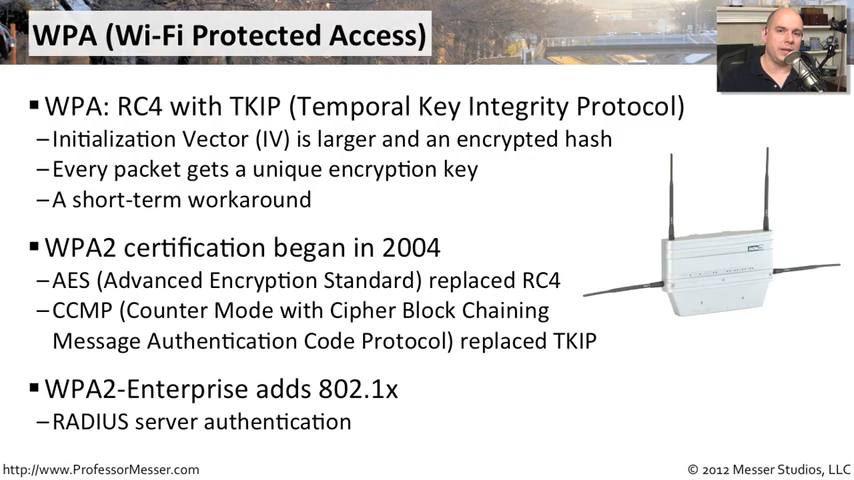 WPA (Wi-Fi Protected Access)
▪ WPA: RC4 with TKIP (Temporal Key Integrity Protocol)
–Initialization Vector (IV) is larger and an encrypted hash
–Every packet gets a unique encryption key
–A short-term workaround
▪ WPA2 certification began in 2004
–AES (Advanced Encryption Standard) replaced RC4
–CCMP (Counter Mode with Cipher Block Chaining
Message Authentication Code Protocol) replaced TKIP
▪ WPA2-Enterprise adds 802.1x
–RADIUS server authentication
http://www.ProfessorMesser.com
© 2012 Messer Studios, LLC